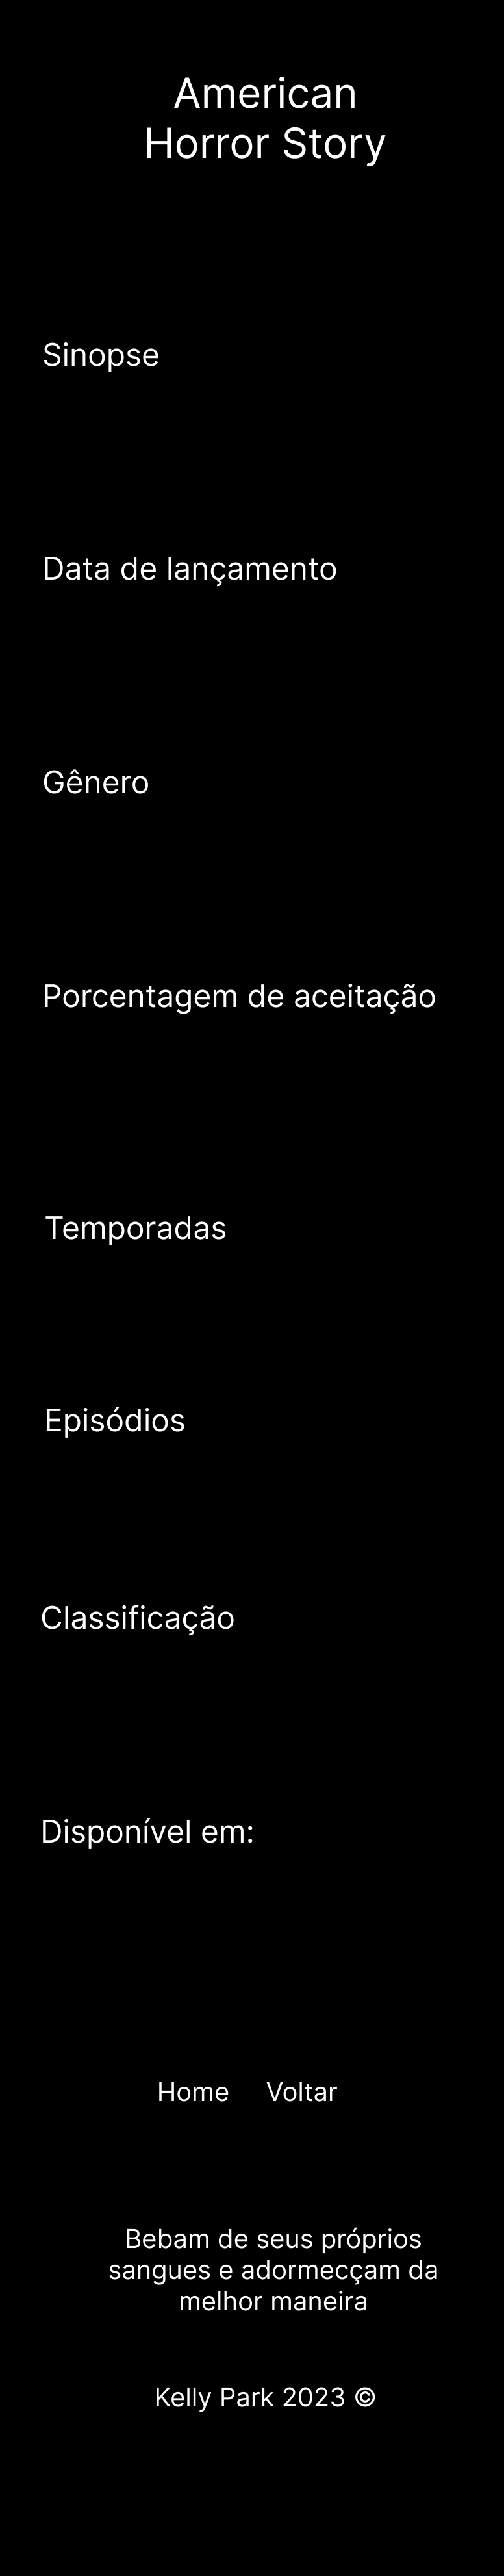 American
Horror Story
Sinopse
Data de lançamento
Gênero
Porcentagem de aceitação
Temporadas
Episódios
Classificação
Disponível em:
Home Voltar
Bebam de seus próprios
sangues e adormecçam da
melhor maneira
Kelly Park 2023 ©